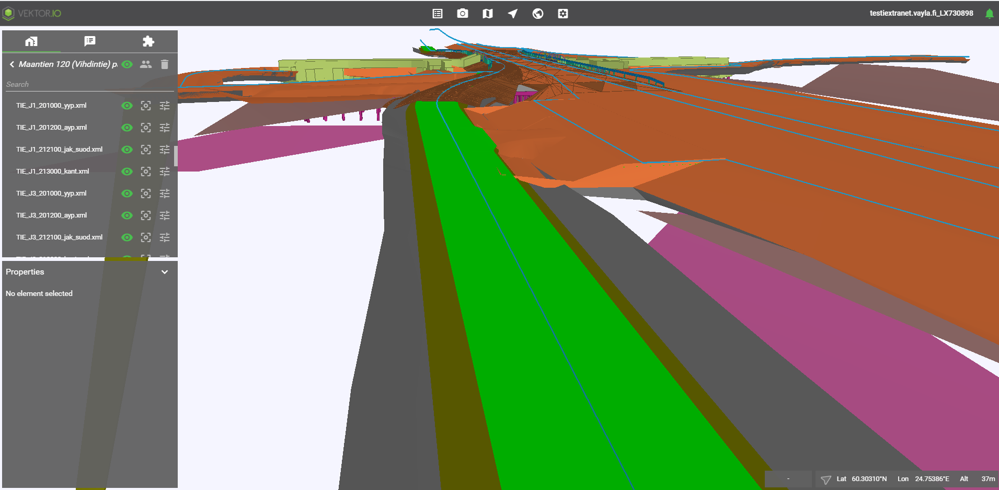 VEKTOR.IO
testiextranet.vayla.fi_LX730898
Maantien 120 (Vihdintie) p
Search
TIE_J1_201000_yyp.xml
TIE_J1_201200_ayp.xml
TIE_J1_212100_jak_suod.xml
TIE_J1_213000_kant.xml
TIE_J3_201000_yyp.xml
TIE_J3_201200_ayp.xml
TIE_J3_212100_jak_suod.xml
Properties
No element selected
- Lat 60.30310°N Lon 24.75386°E Alt 37m